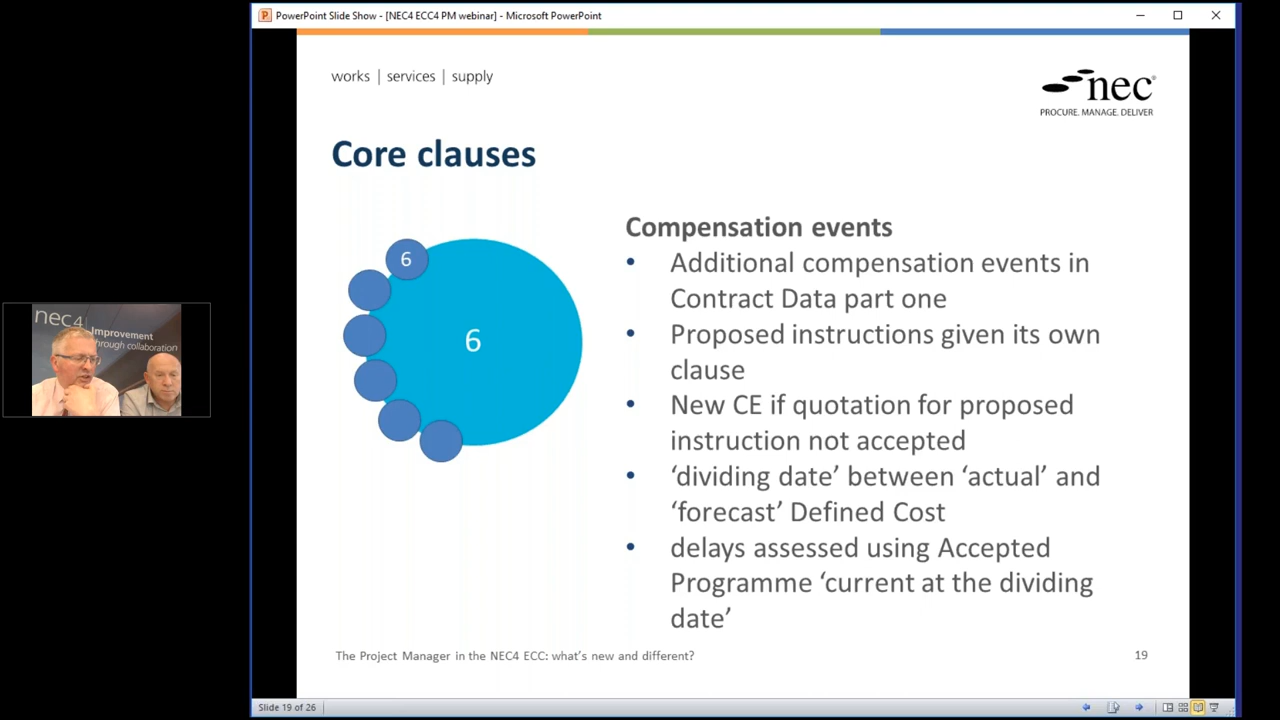 PowerPoint Slide Show - [NEC4 ECC4 PM webinar] - Microsoft PowerPoint
works | services | supply
nec®
PROCURE. MANAGE. DELIVER
Core clauses
6
6
Compensation events
• Additional compensation events in
Contract Data part one
• Proposed instructions given its own
clause
• New CE if quotation for proposed
instruction not accepted
• ‘dividing date’ between ‘actual’ and
‘forecast’ Defined Cost
• delays assessed using Accepted
Programme ‘current at the dividing
date’
nec4
Improvement
through collaboration
The Project Manager in the NEC4 ECC: what’s new and different?
19
Slide 19 of 26